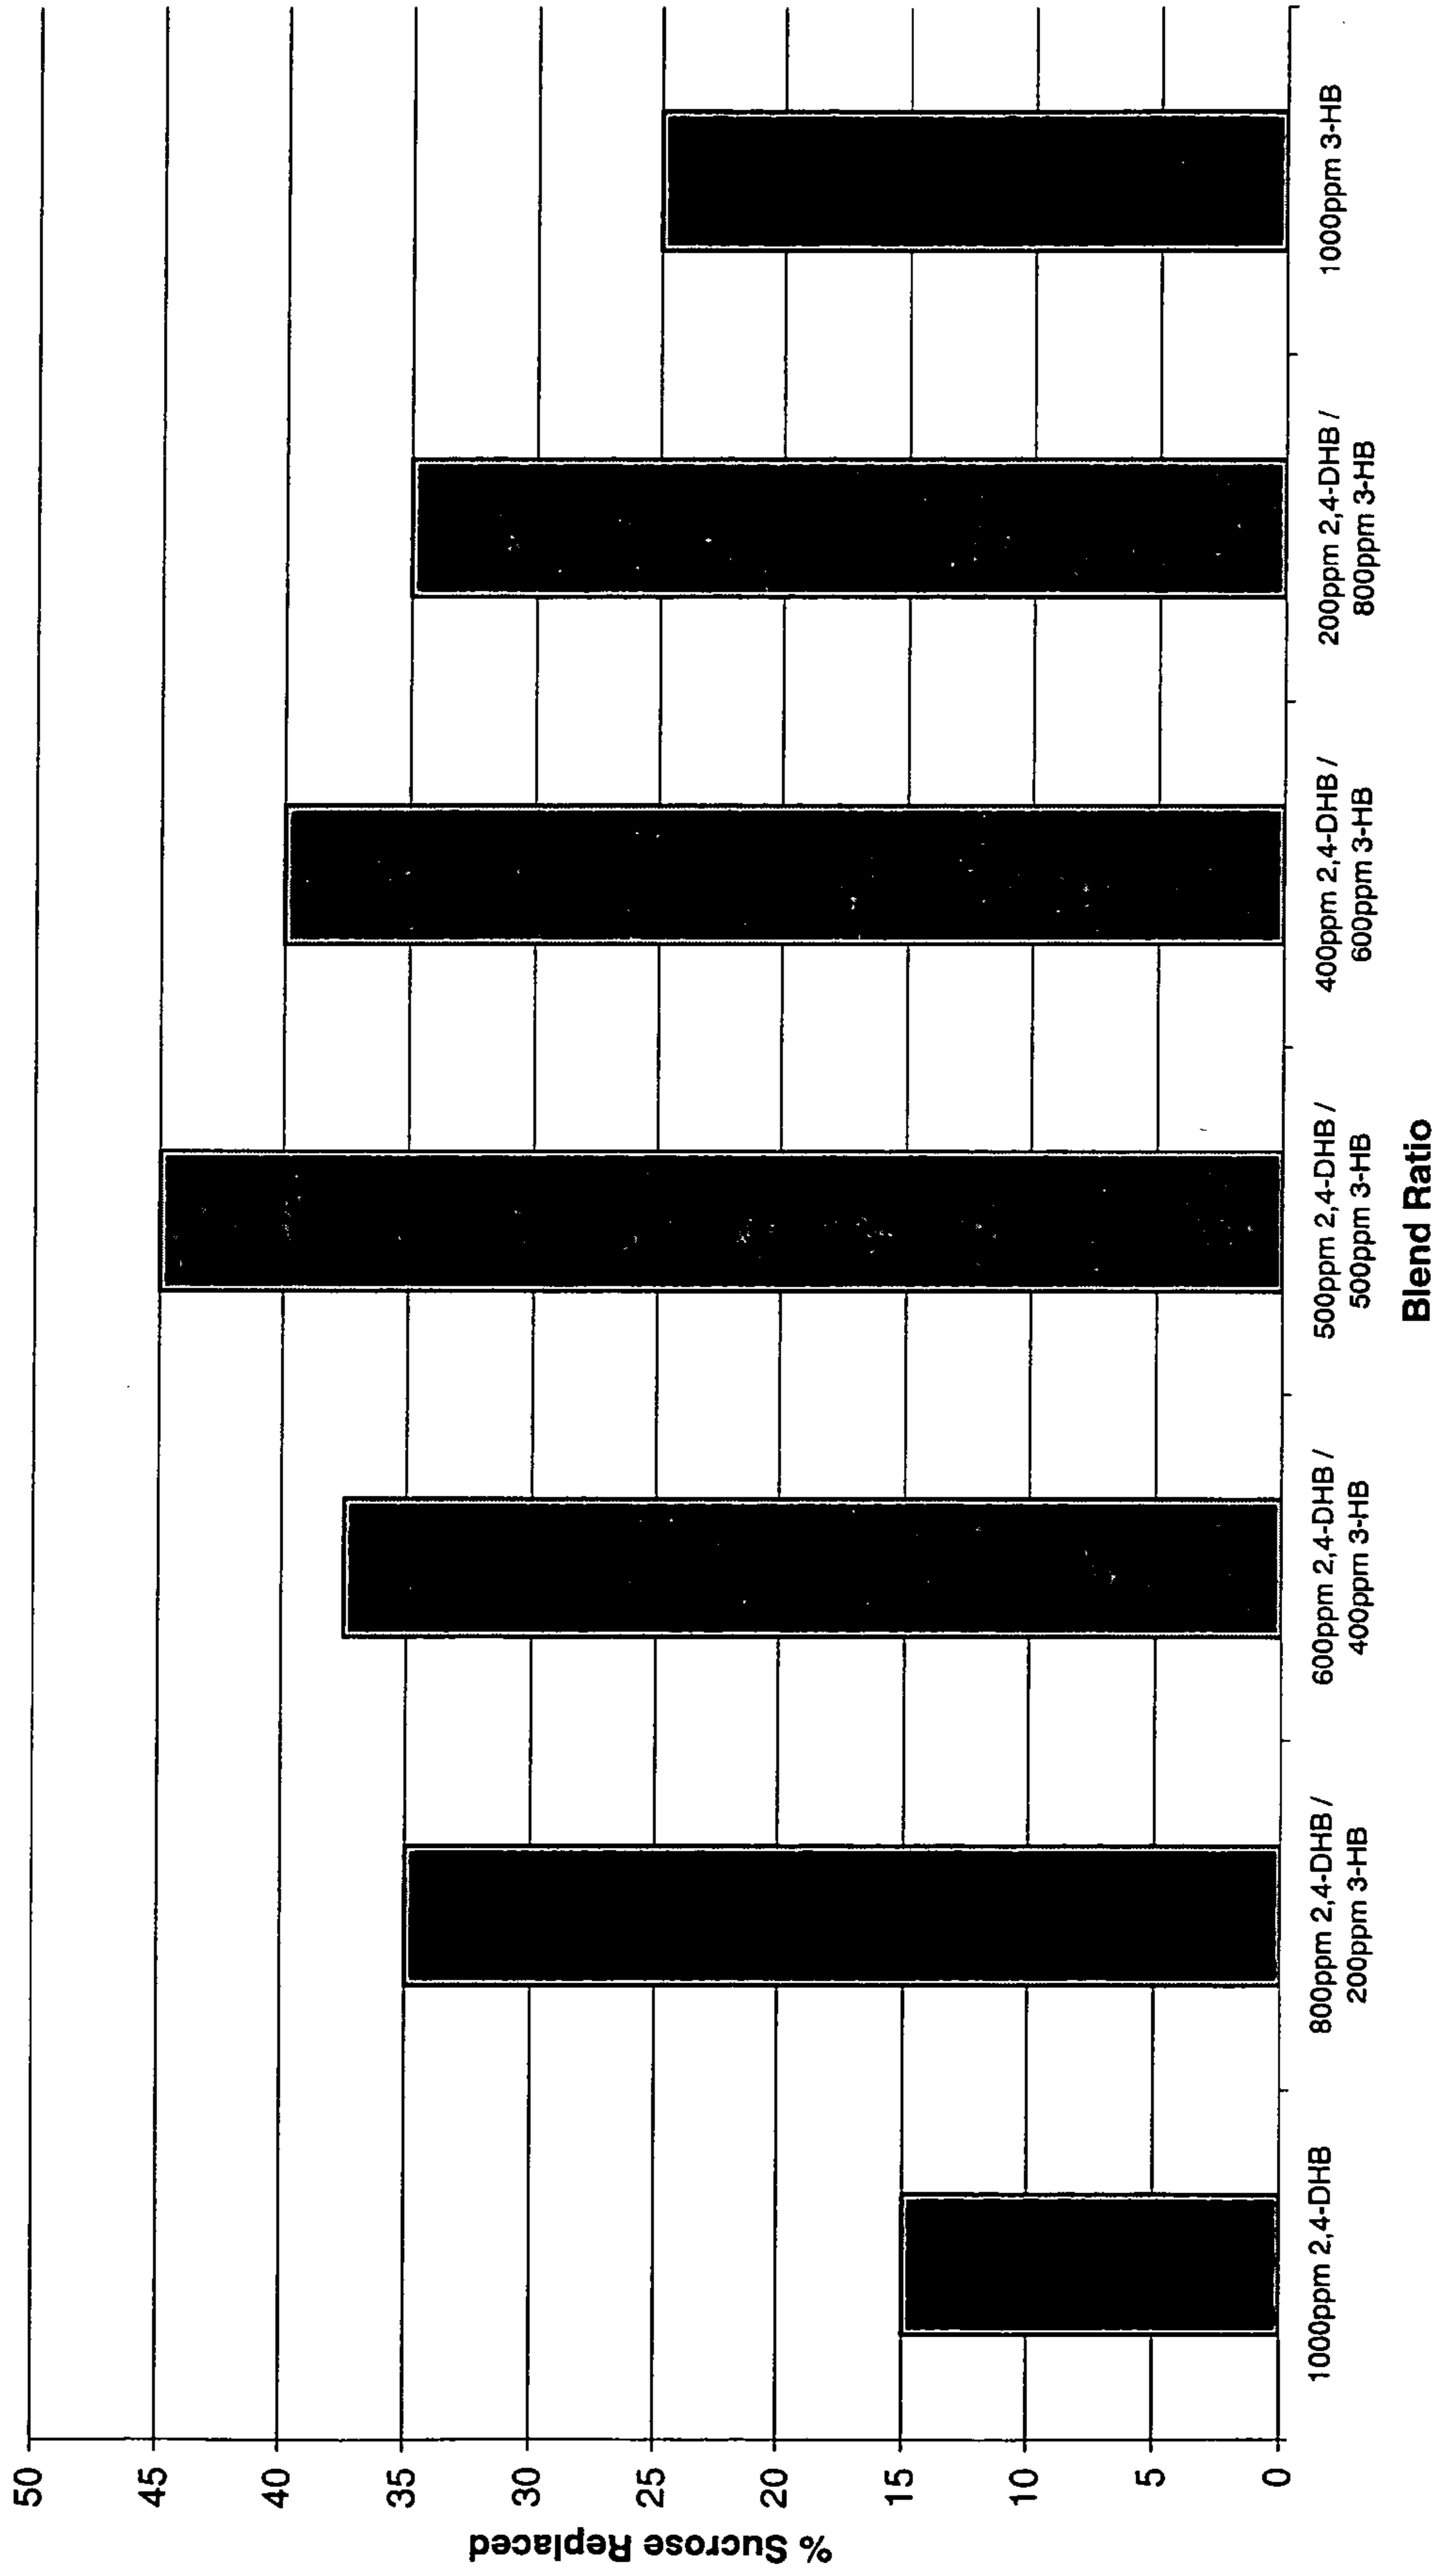 % Sucrose Replaced
50
45
40
35
30
25
20
15
10
5
0
1000ppm 2,4-DHB
800ppm 2,4-DHB /
200ppm 3-HB
600ppm 2,4-DHB /
400ppm 3-HB
500ppm 2,4-DHB /
500ppm 3-HB
400ppm 2,4-DHB /
600ppm 3-HB
200ppm 2,4-DHB /
800ppm 3-HB
1000ppm 3-HB
Blend Ratio